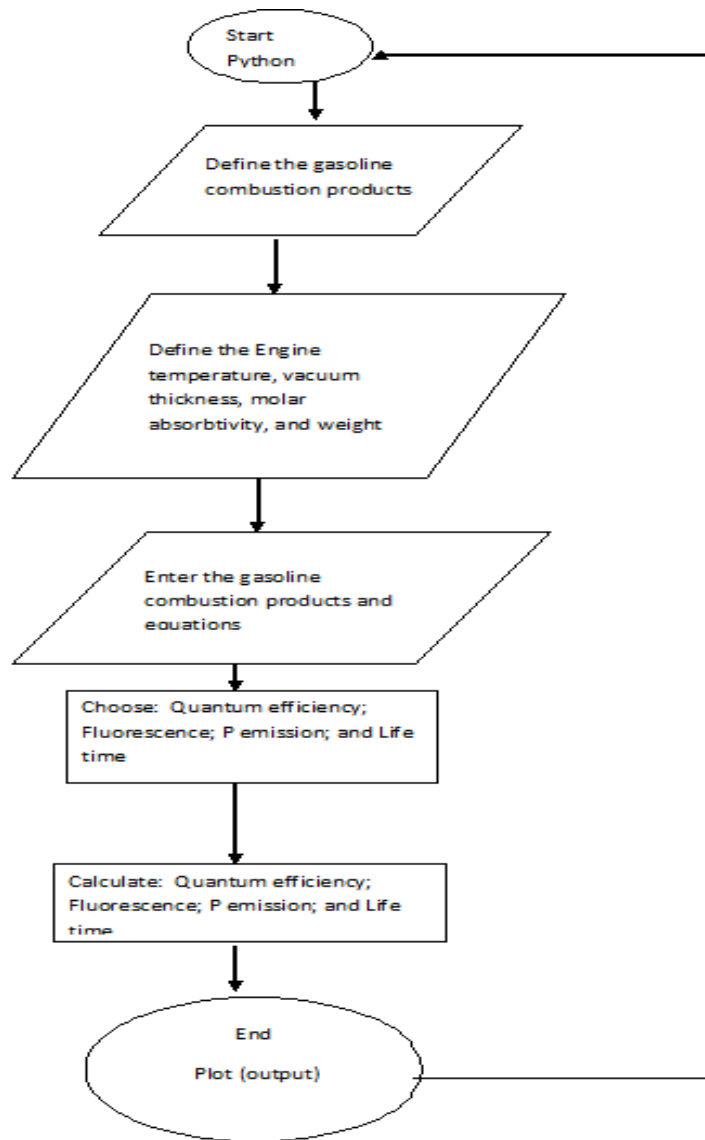 Start
Python
Define the gasoline
combustion products
Define the Engine
temperature, vacuum
thickness, molar
absorbtivity, and weight
Enter the gasoline
combustion products and
equations
Choose: Quantum efficiency;
Fluorescence; P emission; and Life
time
Calculate: Quantum efficiency;
Fluorescence; P emission; and Life
time
End
Plot (output)